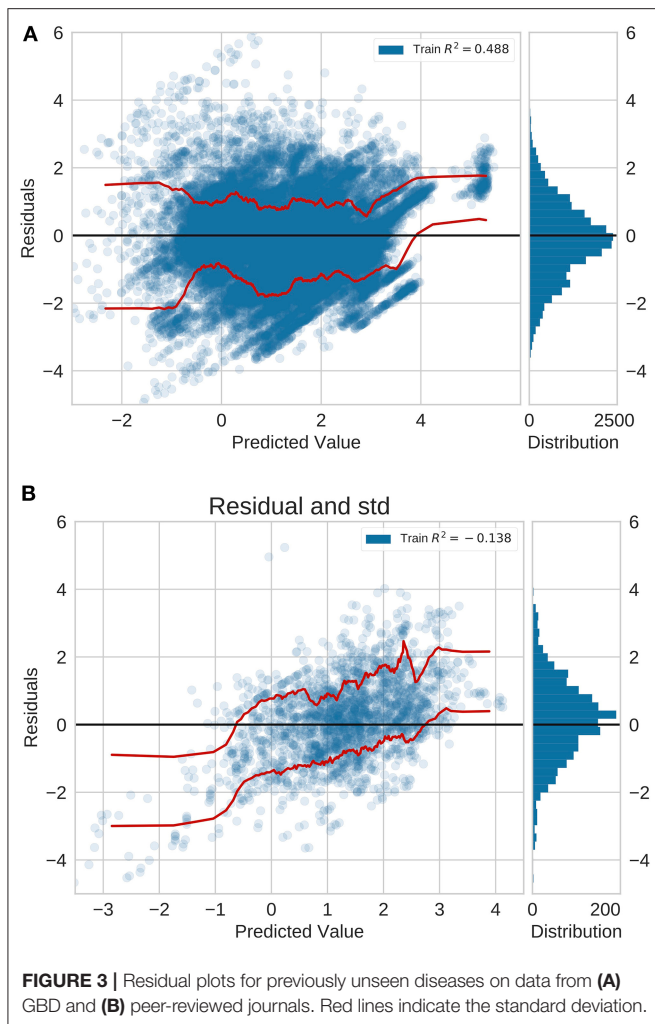 A
6
4
2
0
−2
−4
Residuals
Train R² = 0.488
−2 0 2 4
Predicted Value
0 2500
Distribution
6
4
2
0
−2
−4
B
Residual and std
6
4
2
0
−2
−4
Residuals
Train R² = − 0.138
−3 −2 −1 0 1 2 3 4
Predicted Value
0 200
Distribution
6
4
2
0
−2
−4
FIGURE 3 | Residual plots for previously unseen diseases on data from (A)
GBD and (B) peer-reviewed journals. Red lines indicate the standard deviation.